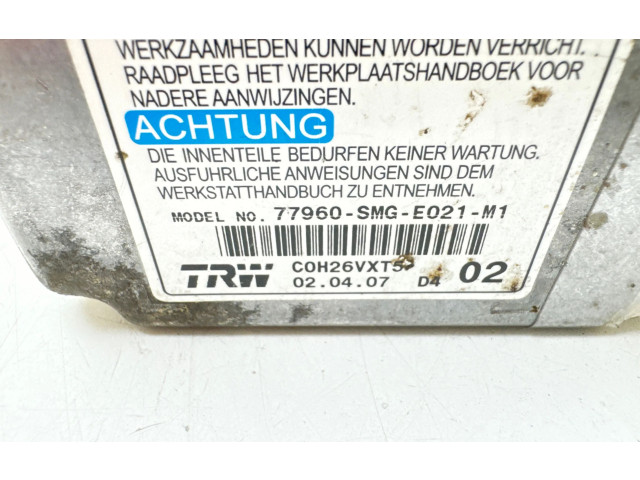 WERKZAAMHEDEN KUNNEN WORDEN VERRICHT.
RAADPLEEG HET WERKPLAATSHANDBOEK VOOR
NADERE AANWIJZINGEN.
ACHTUNG
DIE INNENTEILE BEDURFEN KEINER WARTUNG.
AUSFUHRLICHE ANWEISUNGEN SIND DEM
WERKSTATTHANDBUCH ZU ENTNEHMEN.
MODEL NO. 77960-SMG-E021-M1
TRW
02.04.07 D4 02